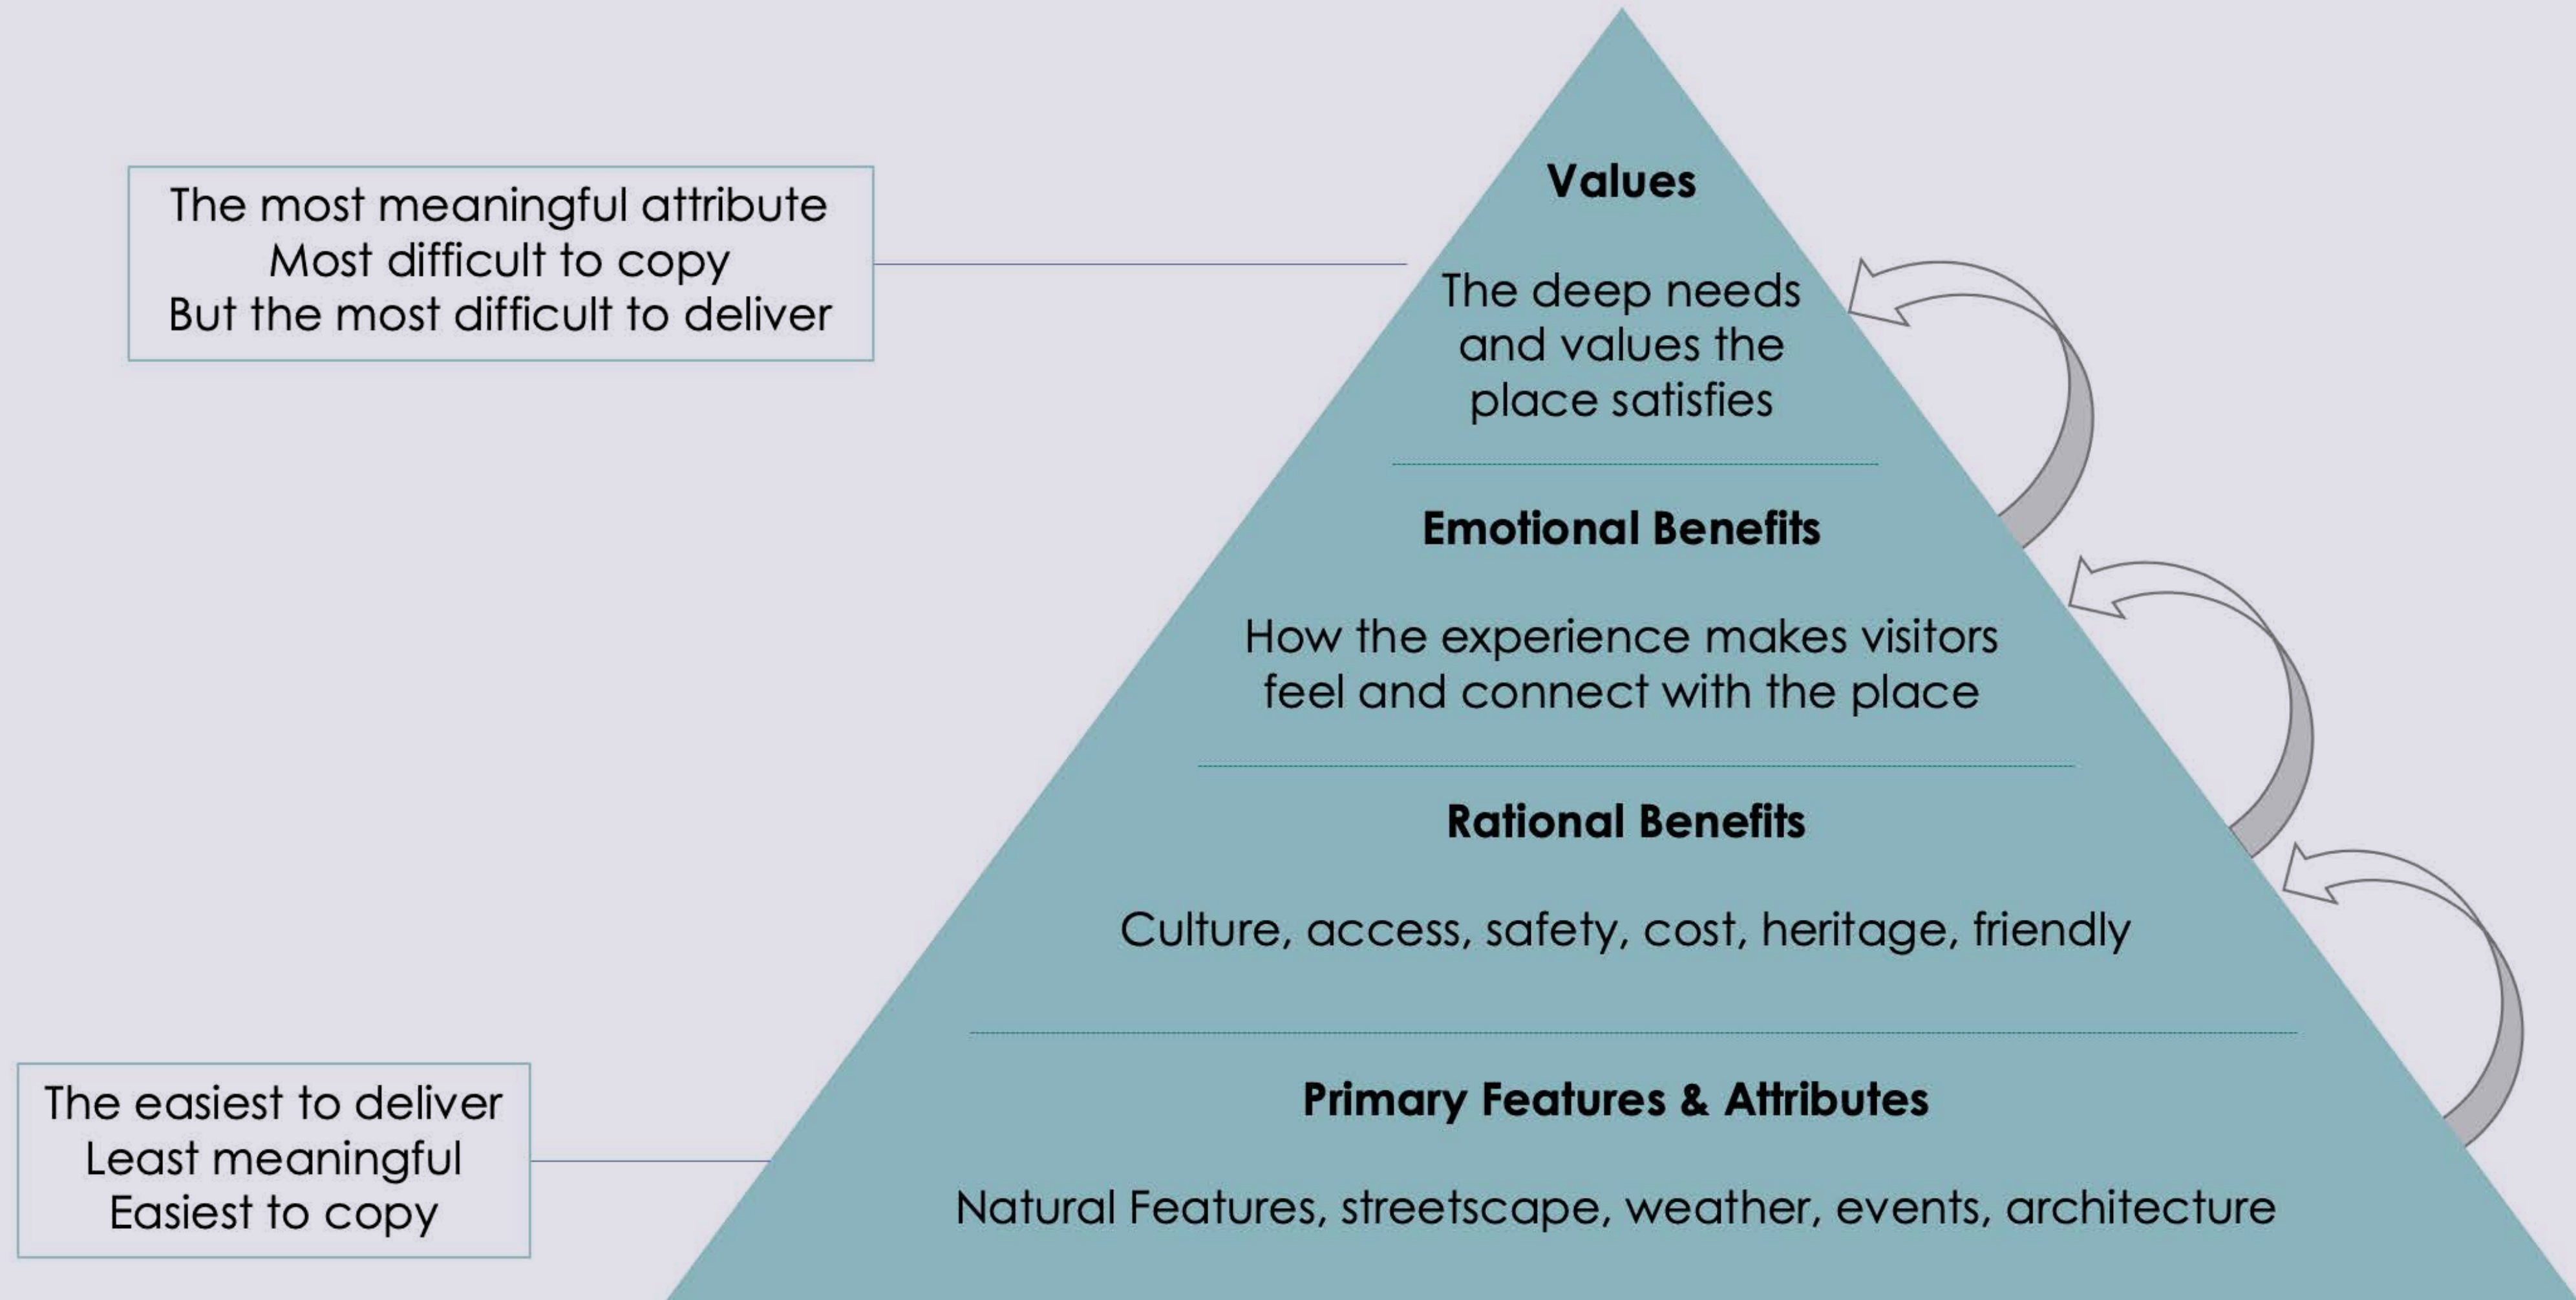 Values
The most meaningful attribute
Most difficult to copy
But the most difficult to deliver
The deep needs
and values the
place satisfies
Emotional Benefits
How the experience makes visitors
feel and connect with the place
Rational Benefits
Culture, access, safety, cost, heritage, friendly
The easiest to deliver
Least meaningful
Easiest to copy
Primary Features & Attributes
Natural Features, streetscape, weather, events, architecture